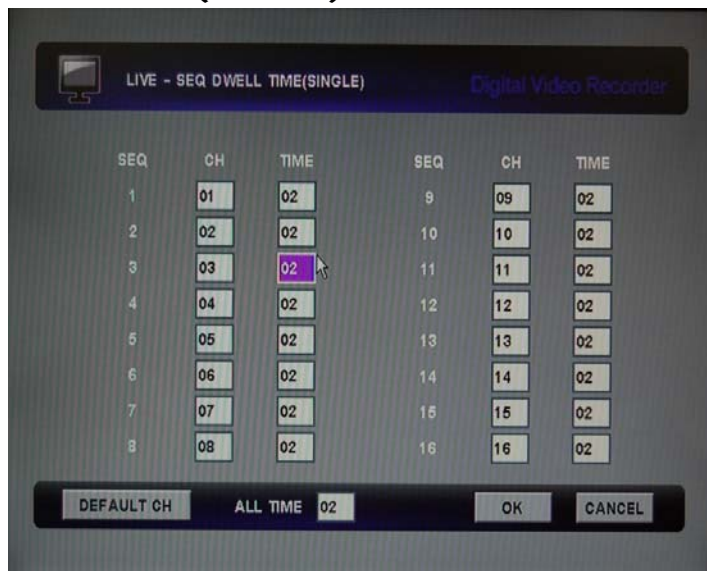 LIVE - SEQ DWELL TIME(SINGLE) Digital Video Recorder
SEQ CH TIME SEQ CH TIME
1 01 02 9 09 02
2 02 02 10 10 02
3 03 02 11 11 02
4 04 02 12 12 02
5 05 02 13 13 02
6 06 02 14 14 02
7 07 02 15 15 02
8 08 02 16 16 02
DEFAULT CH ALL TIME 02 OK CANCEL